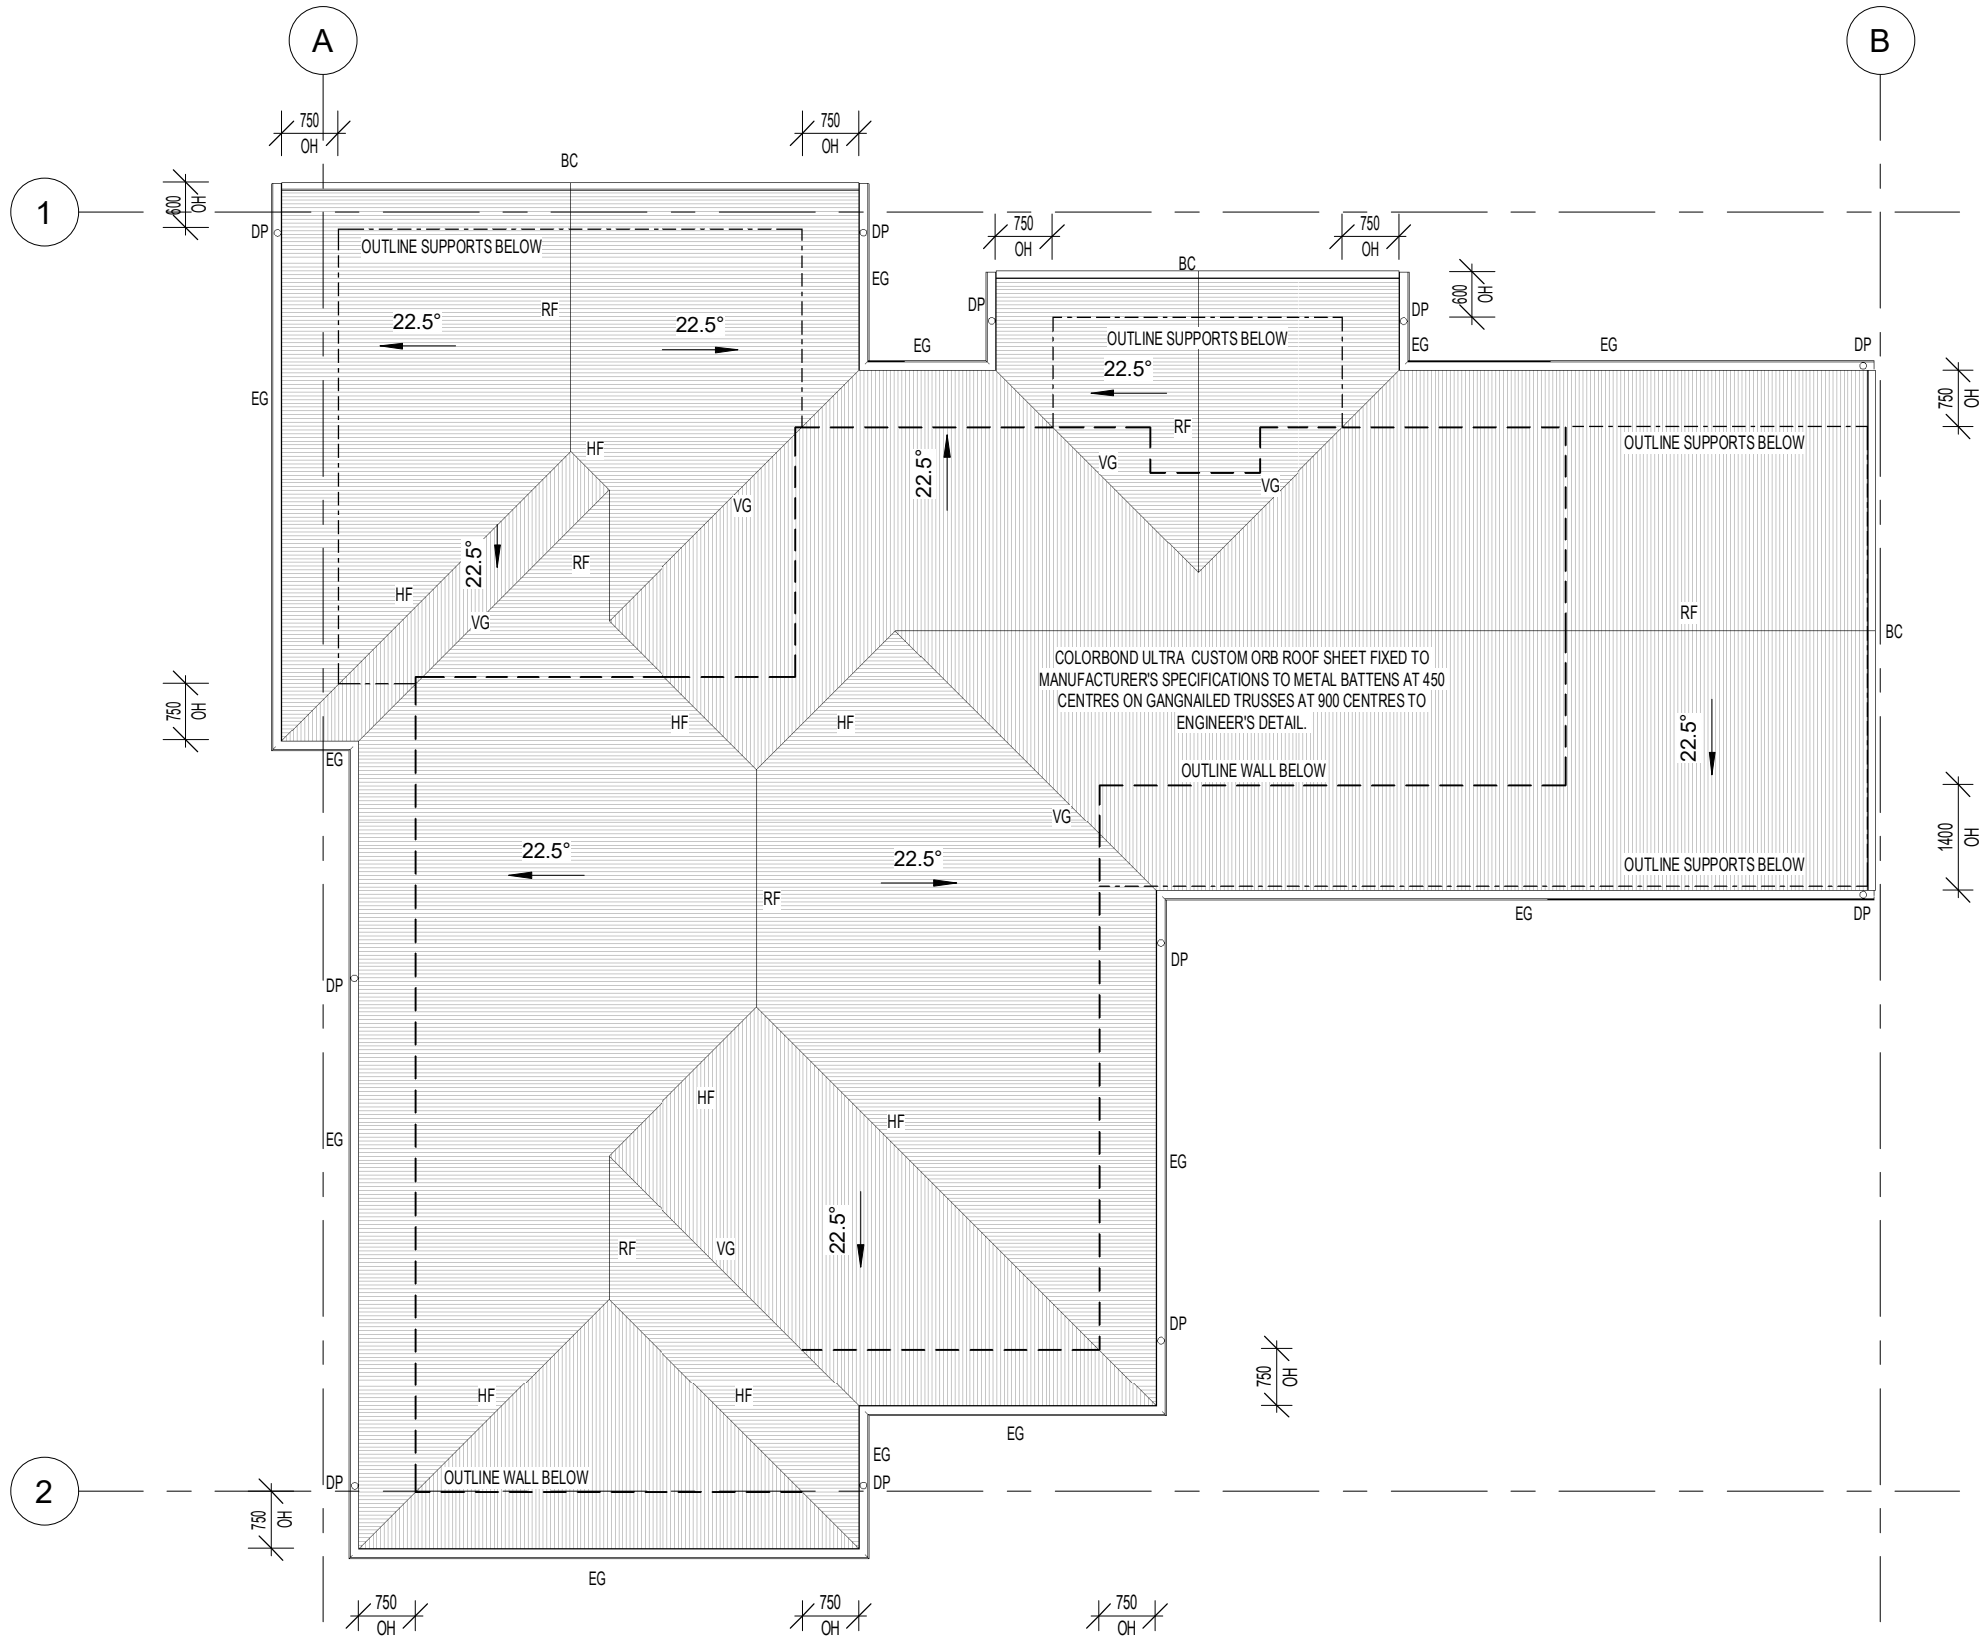 A
B
750
OH
750
OH
BC
600
OH
1
DP
DP
OUTLINE SUPPORTS BELOW
750
OH
750
OH
EG
BC
600
OH
DP
DP
RF
22.5°
22.5°
OUTLINE SUPPORTS BELOW
EG
EG
EG
DP
22.5°
750
OH
EG
RF
OUTLINE SUPPORTS BELOW
HF
VG
22.5°
VG
VG
22.5°
RF
HF
VG
RF
BC
COLORBOND ULTRA CUSTOM ORB ROOF SHEET FIXED TO
MANUFACTURER'S SPECIFICATIONS TO METAL BATTENS AT 450
CENTRES ON GANGNAILED TRUSSES AT 900 CENTRES TO
ENGINEER'S DETAIL.
750
OH
HF
HF
22.5°
EG
OUTLINE WALL BELOW
VG
1400
OH
22.5°
22.5°
OUTLINE SUPPORTS BELOW
RF
EG
DP
DP
DP
HF
HF
EG
EG
22.5°
RF
VG
DP
750
OH
HF
HF
EG
EG
2
DP
OUTLINE WALL BELOW
DP
750
OH
EG
750
OH
750
OH
750
OH